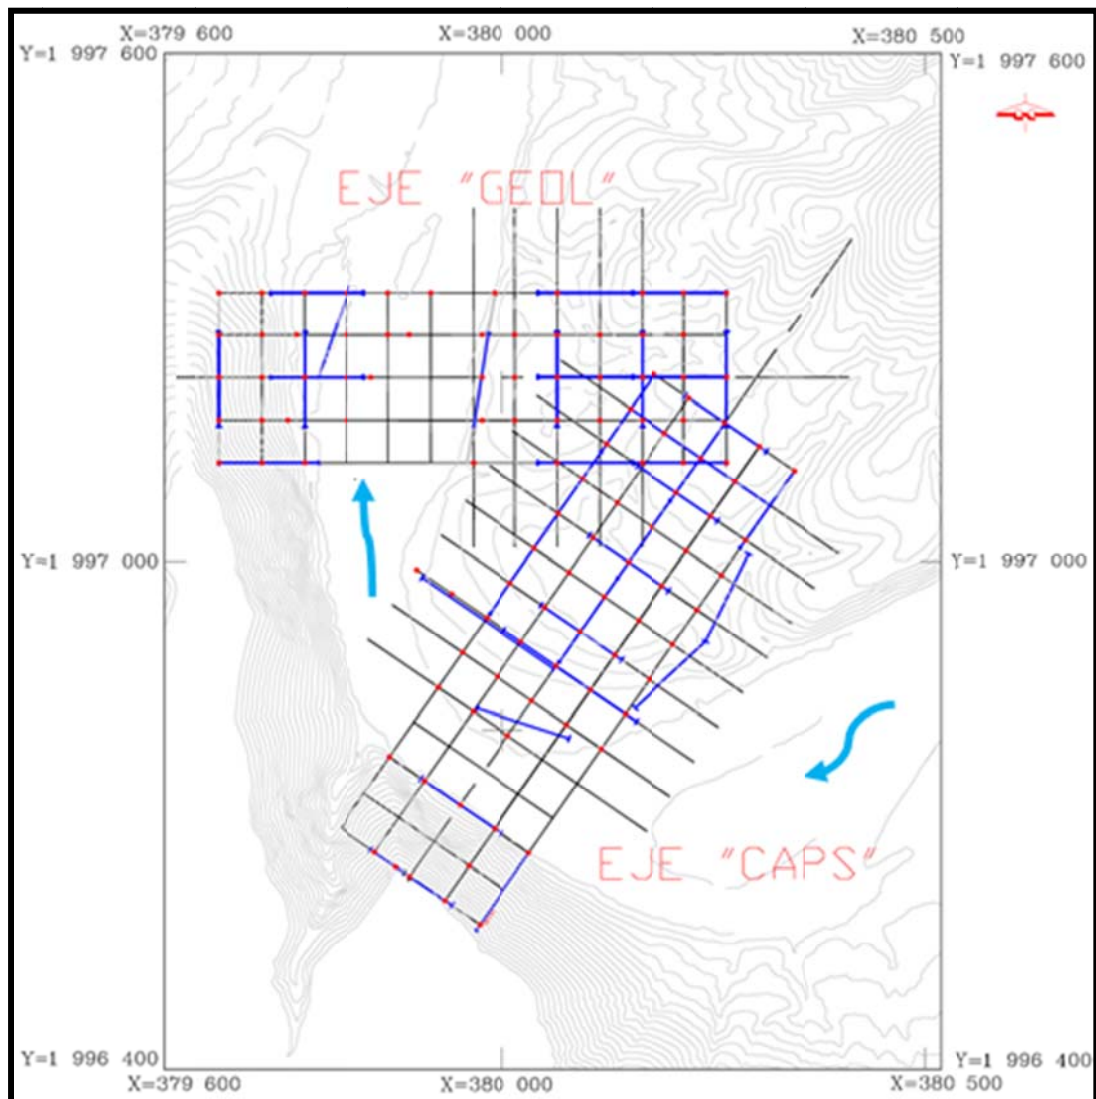 X=379 600 X=380 000 X=380 500
Y=1 997 600 Y=1 997 600
EJE "GEOL"
Y=1 997 000 Y=1 997 000
EJE "CAPS"
Y=1 996 400 Y=1 996 400
X=379 600 X=380 000 X=380 500